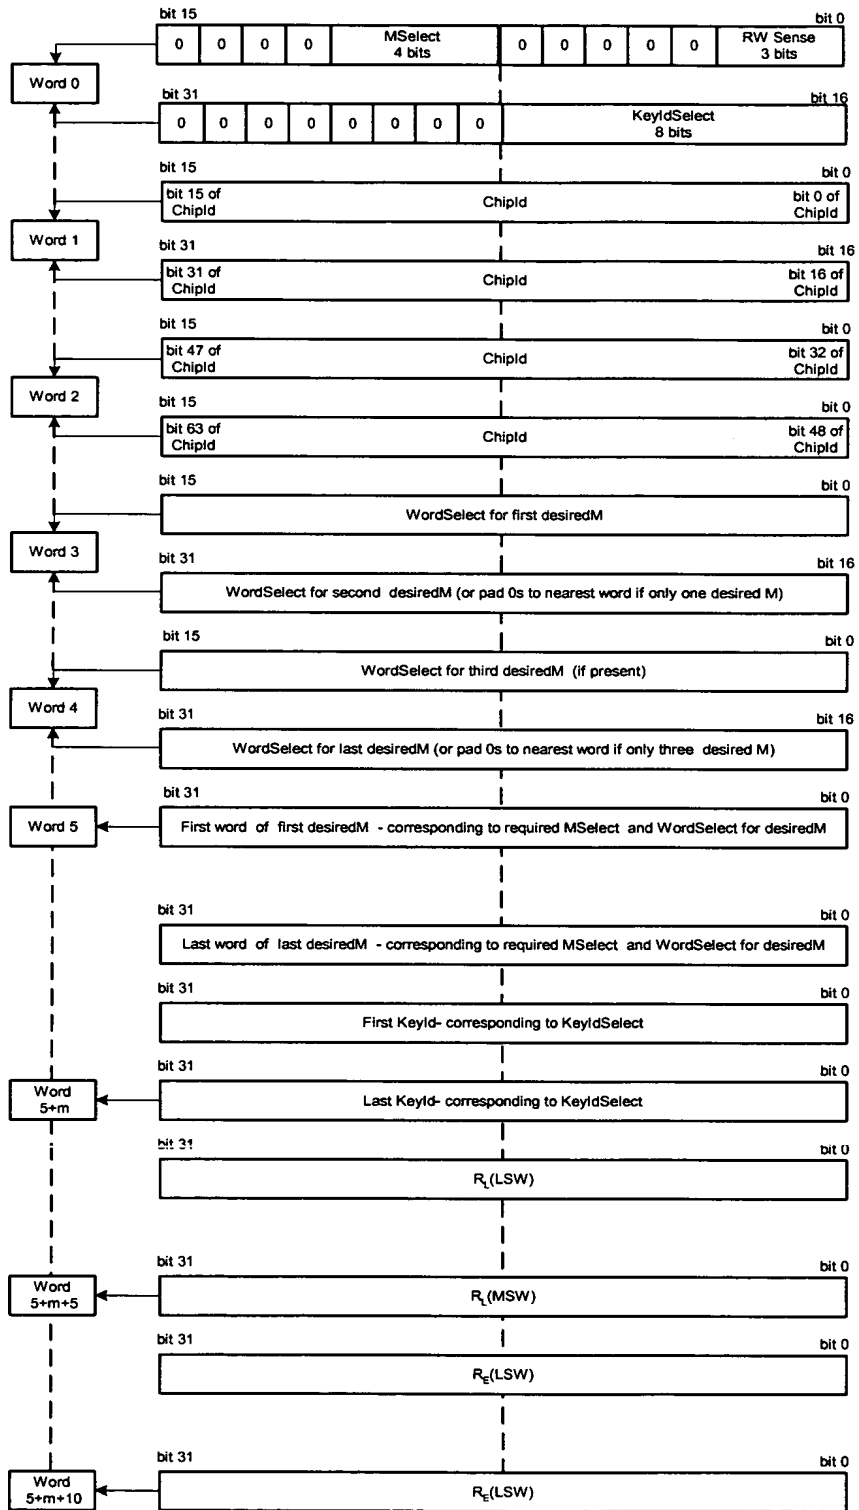 bit 15 bit 0
0 0 0 0 MSelect 4 bits 0 0 0 0 0 RW Sense 3 bits
Word 0
bit 31 bit 16
0 0 0 0 0 0 0 0 KeyIdSelect 8 bits
bit 15 bit 0
bit 15 of ChipId ChipId bit 0 of ChipId
Word 1
bit 31 bit 16
bit 31 of ChipId ChipId bit 16 of ChipId
bit 15 bit 0
bit 47 of ChipId ChipId bit 32 of ChipId
Word 2
bit 15 bit 0
bit 63 of ChipId ChipId bit 48 of ChipId
bit 15 bit 0
WordSelect for first desiredM
Word 3
bit 31 bit 16
WordSelect for second desiredM (or pad 0s to nearest word if only one desired M)
bit 15 bit 0
WordSelect for third desiredM (if present)
Word 4
bit 31 bit 16
WordSelect for last desiredM (or pad 0s to nearest word if only three desired M)
bit 31 bit 0
Word 5 First word of first desiredM - corresponding to required MSelect and WordSelect for desiredM
bit 31 bit 0
Last word of last desiredM - corresponding to required MSelect and WordSelect for desiredM
bit 31 bit 0
First KeyId- corresponding to KeyIdSelect
bit 31 bit 0
Word 5+m Last KeyId- corresponding to KeyIdSelect
bit 31 bit 0
R_L(LSW)
bit 31 bit 0
Word 5+m+5 R_L(MSW)
bit 31 bit 0
R_E(LSW)
bit 31 bit 0
Word 5+m+10 R_E(LSW)